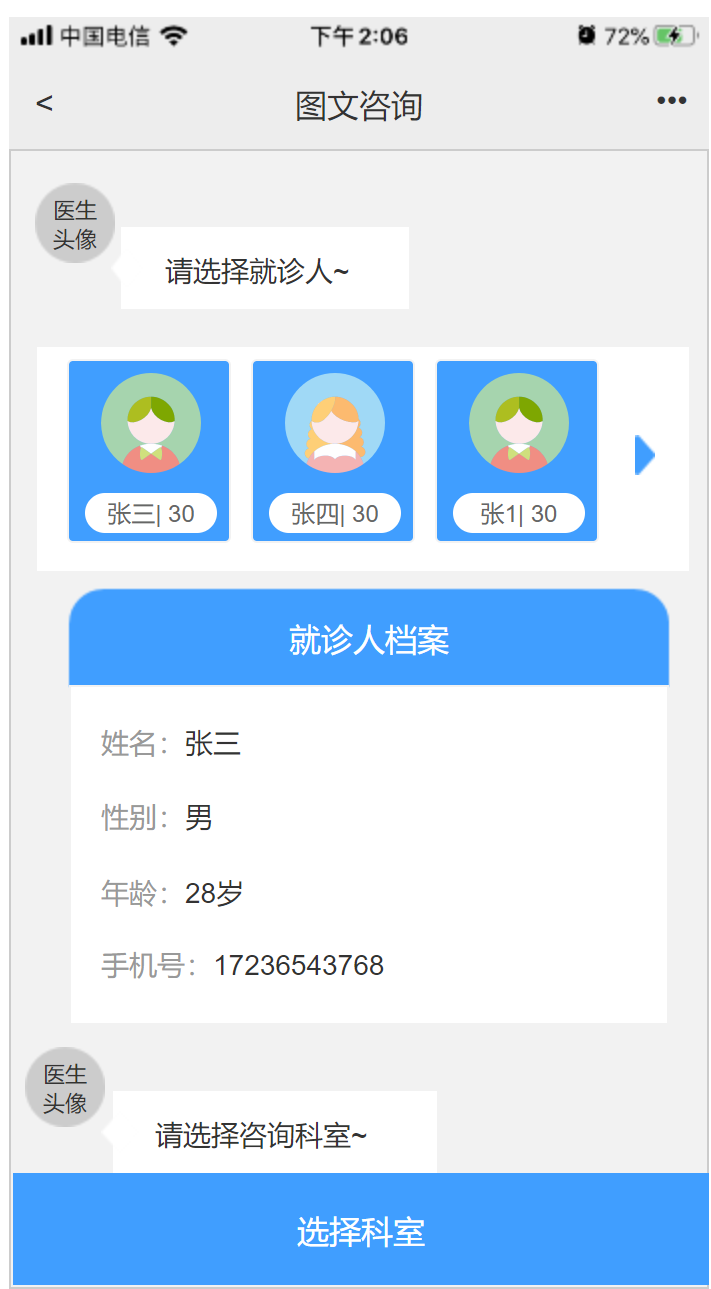 中国电信 下午2:06 72%
< 图文咨询 •••
医生
头像
请选择就诊人~
张三| 30 张四| 30 张1| 30
就诊人档案
姓名：张三
性别：男
年龄：28岁
手机号：17236543768
医生
头像
请选择咨询科室~
选择科室